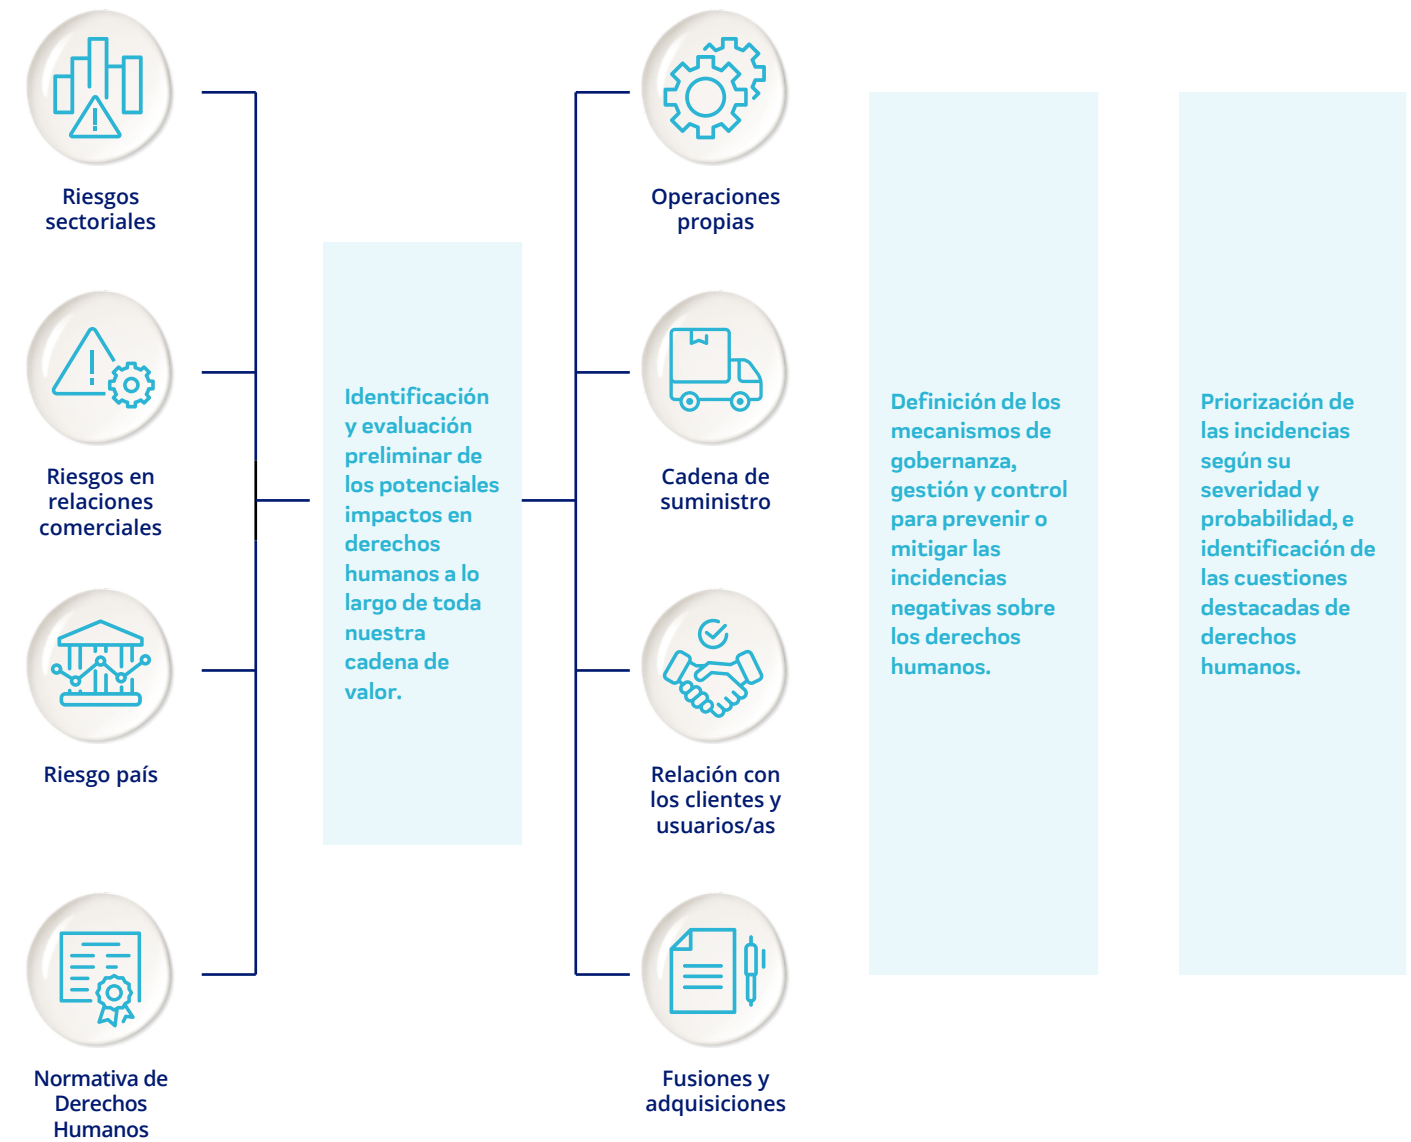 Riesgos
sectoriales
Riesgos en
relaciones
comerciales
Riesgo país
Normativa de
Derechos
Humanos
Identificación
y evaluación
preliminar de
los potenciales
impactos en
derechos
humanos a lo
largo de toda
nuestra
cadena de
valor.
Operaciones
propias
Cadena de
suministro
Relación con
los clientes y
usuarios/as
Fusiones y
adquisiciones
Definición de los
mecanismos de
gobernanza,
gestión y control
para prevenir o
mitigar las
incidencias
negativas sobre
los derechos
humanos.
Priorización de
las incidencias
según su
severidad y
probabilidad, e
identificación de
las cuestiones
destacadas de
derechos
humanos.